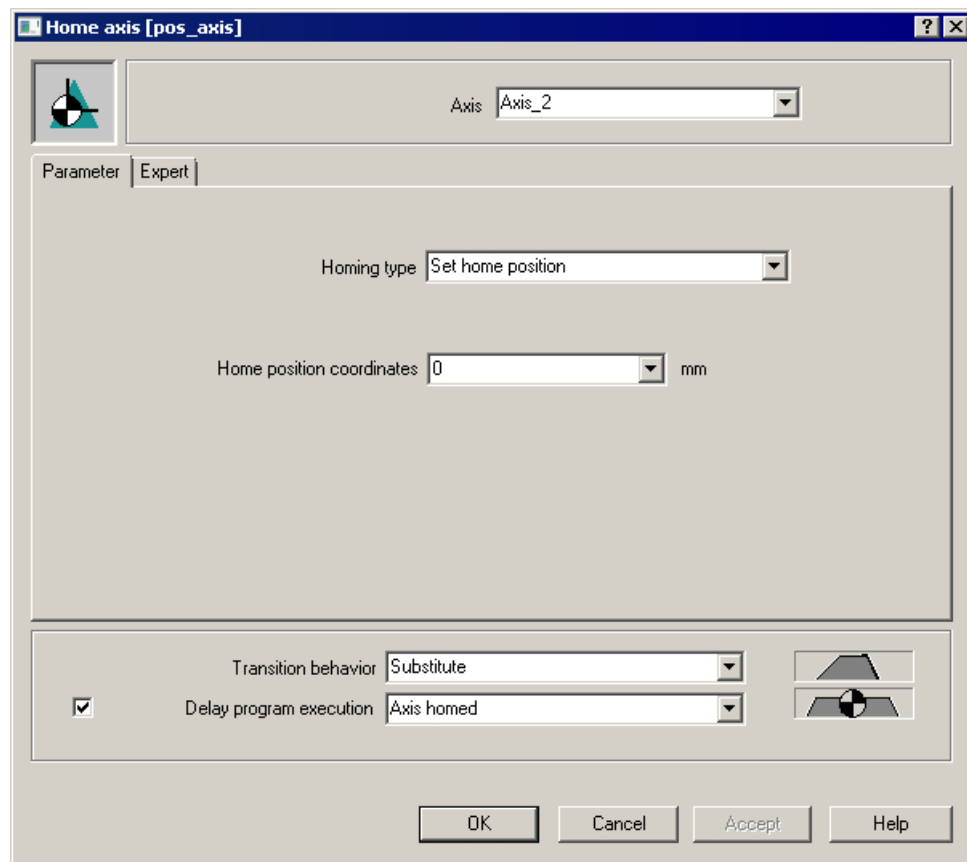 Home axis [pos_axis]
Axis Axis_2
Parameter Expert
Homing type Set home position
Home position coordinates 0 mm
Transition behavior Substitute
Delay program execution Axis homed
OK Cancel Accept Help